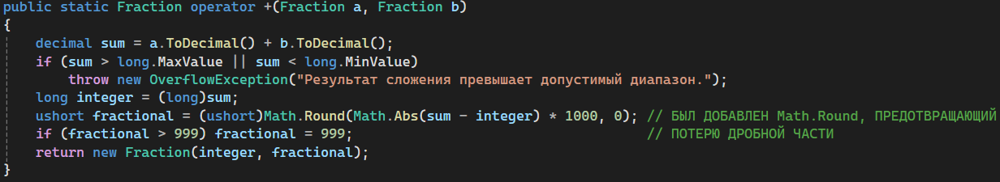 public static Fraction operator +(Fraction a, Fraction b)
{
    decimal sum = a.ToDecimal() + b.ToDecimal();
    if (sum > long.MaxValue || sum < long.MinValue)
        throw new OverflowException("Результат сложения превышает допустимый диапазон.");
    long integer = (long)sum;
    ushort fractional = (ushort)Math.Round(Math.Abs(sum - integer) * 1000, 0); // БЫЛ ДОБАВЛЕН Math.Round, ПРЕДОТВРАЩАЮЩИЙ
    if (fractional > 999) fractional = 999;                                    // ПОТЕРЮ ДРОБНОЙ ЧАСТИ
    return new Fraction(integer, fractional);
}